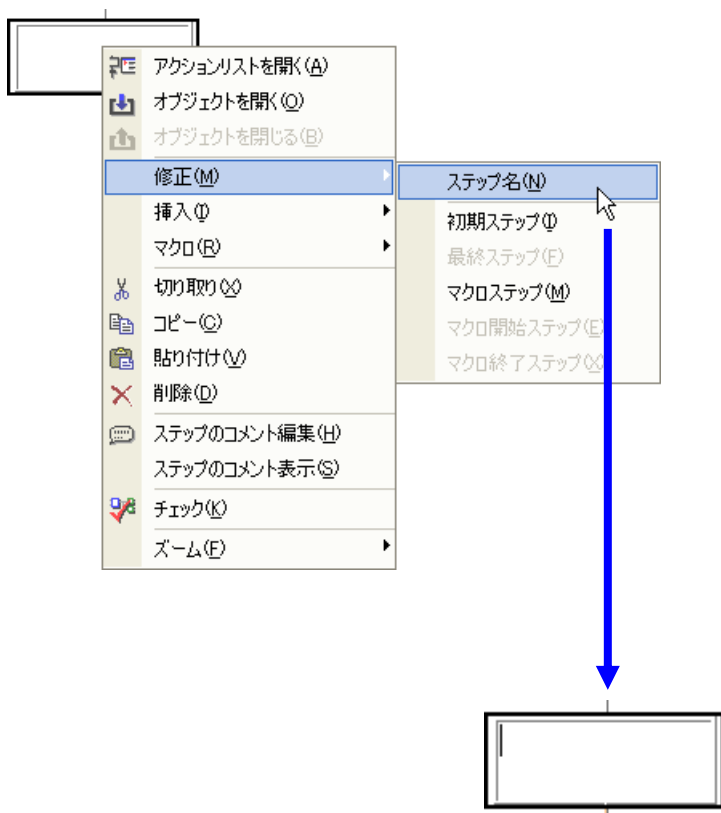 アクションリストを開く(A)
オブジェクトを開く(O)
オブジェクトを閉じる(B)
修正(M)
挿入(I)
マクロ(R)
切り取り(X)
コピー(C)
貼り付け(V)
削除(D)
ステップのコメント編集(H)
ステップのコメント表示(S)
チェック(K)
ズーム(F)
ステップ名(N)
初期ステップ(I)
最終ステップ(F)
マクロステップ(M)
マクロ開始ステップ(E)
マクロ終了ステップ(X)